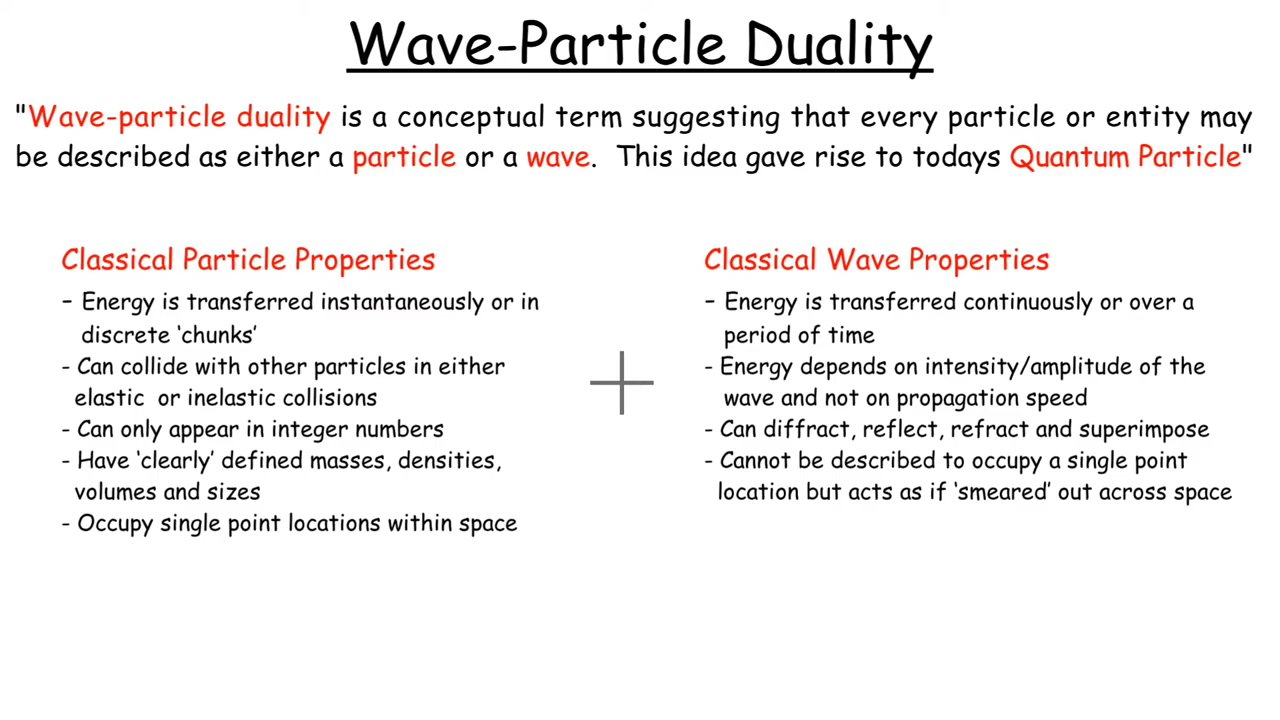 Wave-Particle Duality
"Wave-particle duality is a conceptual term suggesting that every particle or entity may
be described as either a particle or a wave.  This idea gave rise to todays Quantum Particle"
Classical Particle Properties
- Energy is transferred instantaneously or in
discrete ‘chunks’
- Can collide with other particles in either
elastic  or inelastic collisions
- Can only appear in integer numbers
- Have ‘clearly’ defined masses, densities,
volumes and sizes
- Occupy single point locations within space
+
Classical Wave Properties
- Energy is transferred continuously or over a
period of time
- Energy depends on intensity/amplitude of the
wave and not on propagation speed
- Can diffract, reflect, refract and superimpose
- Cannot be described to occupy a single point
location but acts as if ‘smeared’ out across space